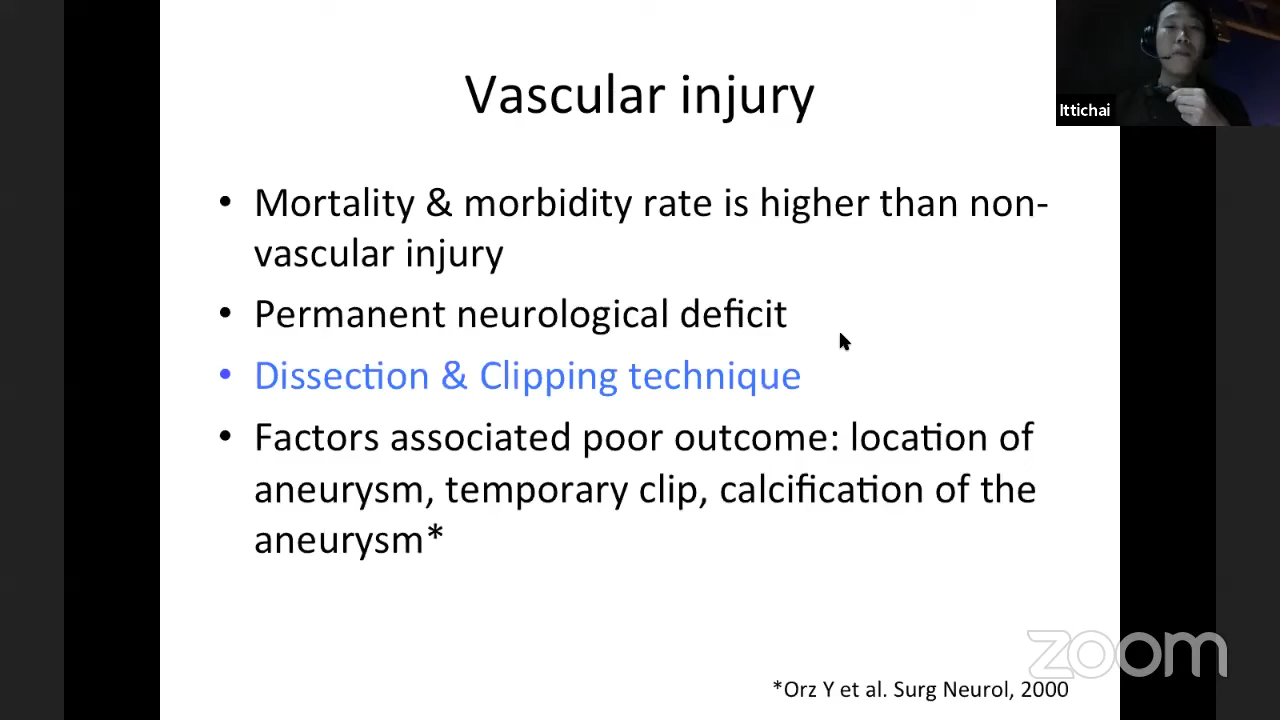 Vascular injury
Ittichai
• Mortality & morbidity rate is higher than non-
vascular injury
• Permanent neurological deficit
• Dissection & Clipping technique
• Factors associated poor outcome: location of
aneurysm, temporary clip, calcification of the
aneurysm*
zoom
*Orz Y et al. Surg Neurol, 2000